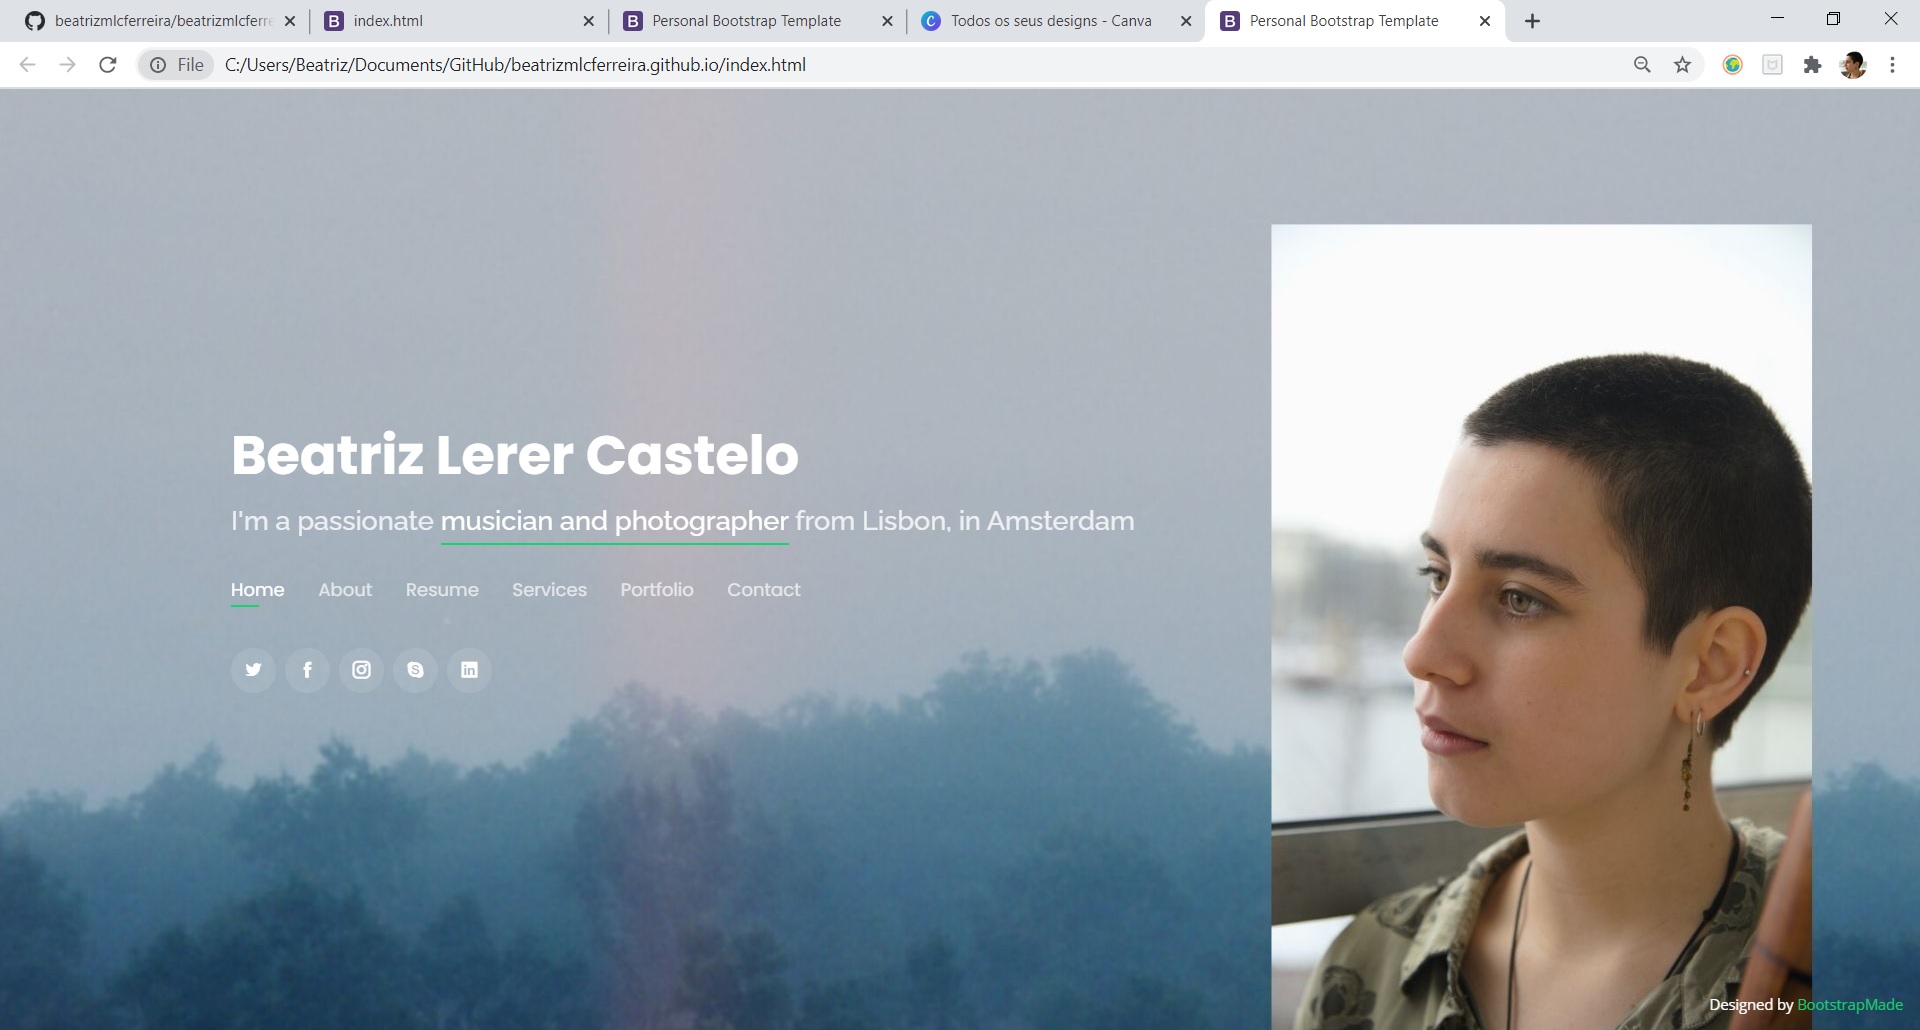 beatrizmlcferreira/beatrizmlcferre
index.html
Personal Bootstrap Template
Todos os seus designs - Canva
Personal Bootstrap Template
File
C:/Users/Beatriz/Documents/GitHub/beatrizmlcferreira.github.io/index.html
Beatriz Lerer Castelo
I'm a passionate musician and photographer from Lisbon, in Amsterdam
Home About Resume Services Portfolio Contact
Designed by BootstrapMade